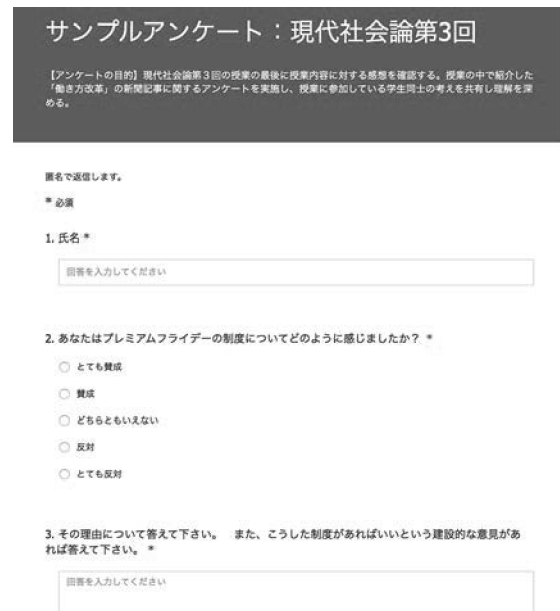 サンプルアンケート：現代社会論第3回
【アンケートの目的】現代社会論第３回の授業の最後に授業内容に対する感想を確認する。授業の中で紹介した
「働き方改革」の新聞記事に関するアンケートを実施し、授業に参加している学生同士の考えを共有し理解を深
める。
匿名で返信します。
* 必須
1. 氏名 *
回答を入力してください
2. あなたはプレミアムフライデーの制度についてどのように感じましたか？ *
とても賛成
賛成
どちらともいえない
反対
とても反対
3. その理由について答えて下さい。　また、こうした制度があればいいという建設的な意見があ
れば答えて下さい。 *
回答を入力してください